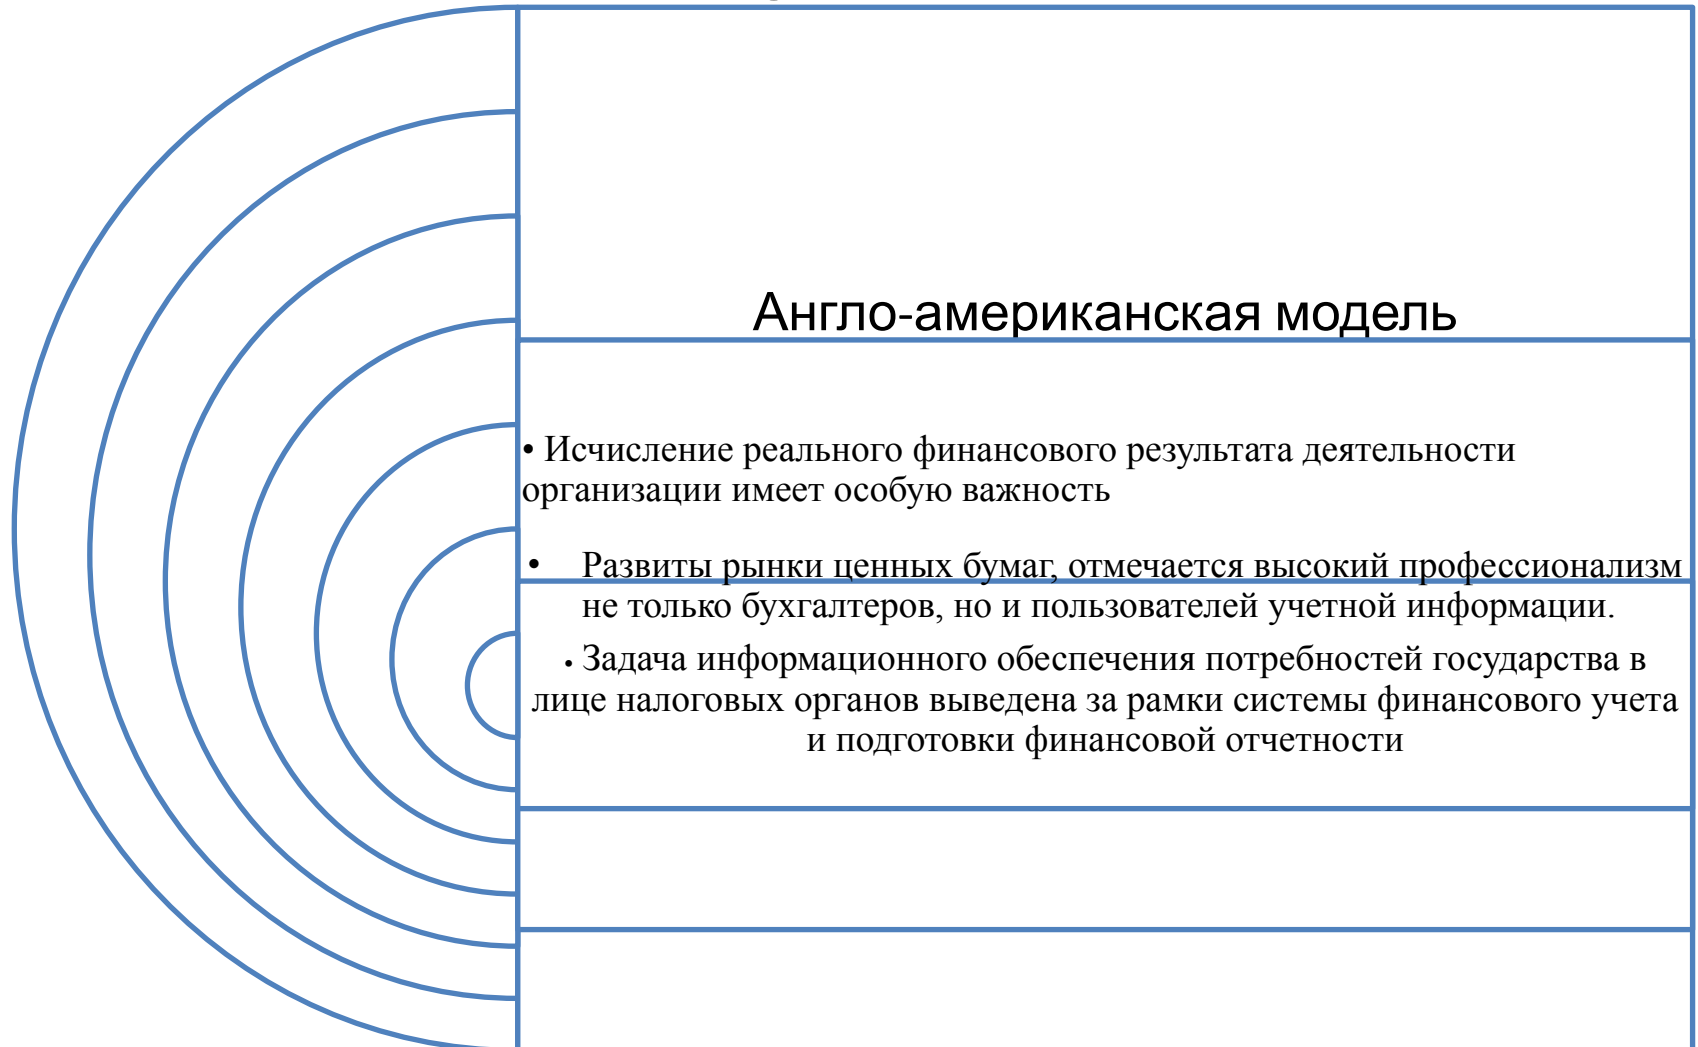 Англо-американская модель
• Исчисление реального финансового результата деятельности
организации имеет особую важность
• Развиты рынки ценных бумаг, отмечается высокий профессионализм
не только бухгалтеров, но и пользователей учетной информации.
• Задача информационного обеспечения потребностей государства в
лице налоговых органов выведена за рамки системы финансового учета
и подготовки финансовой отчетности